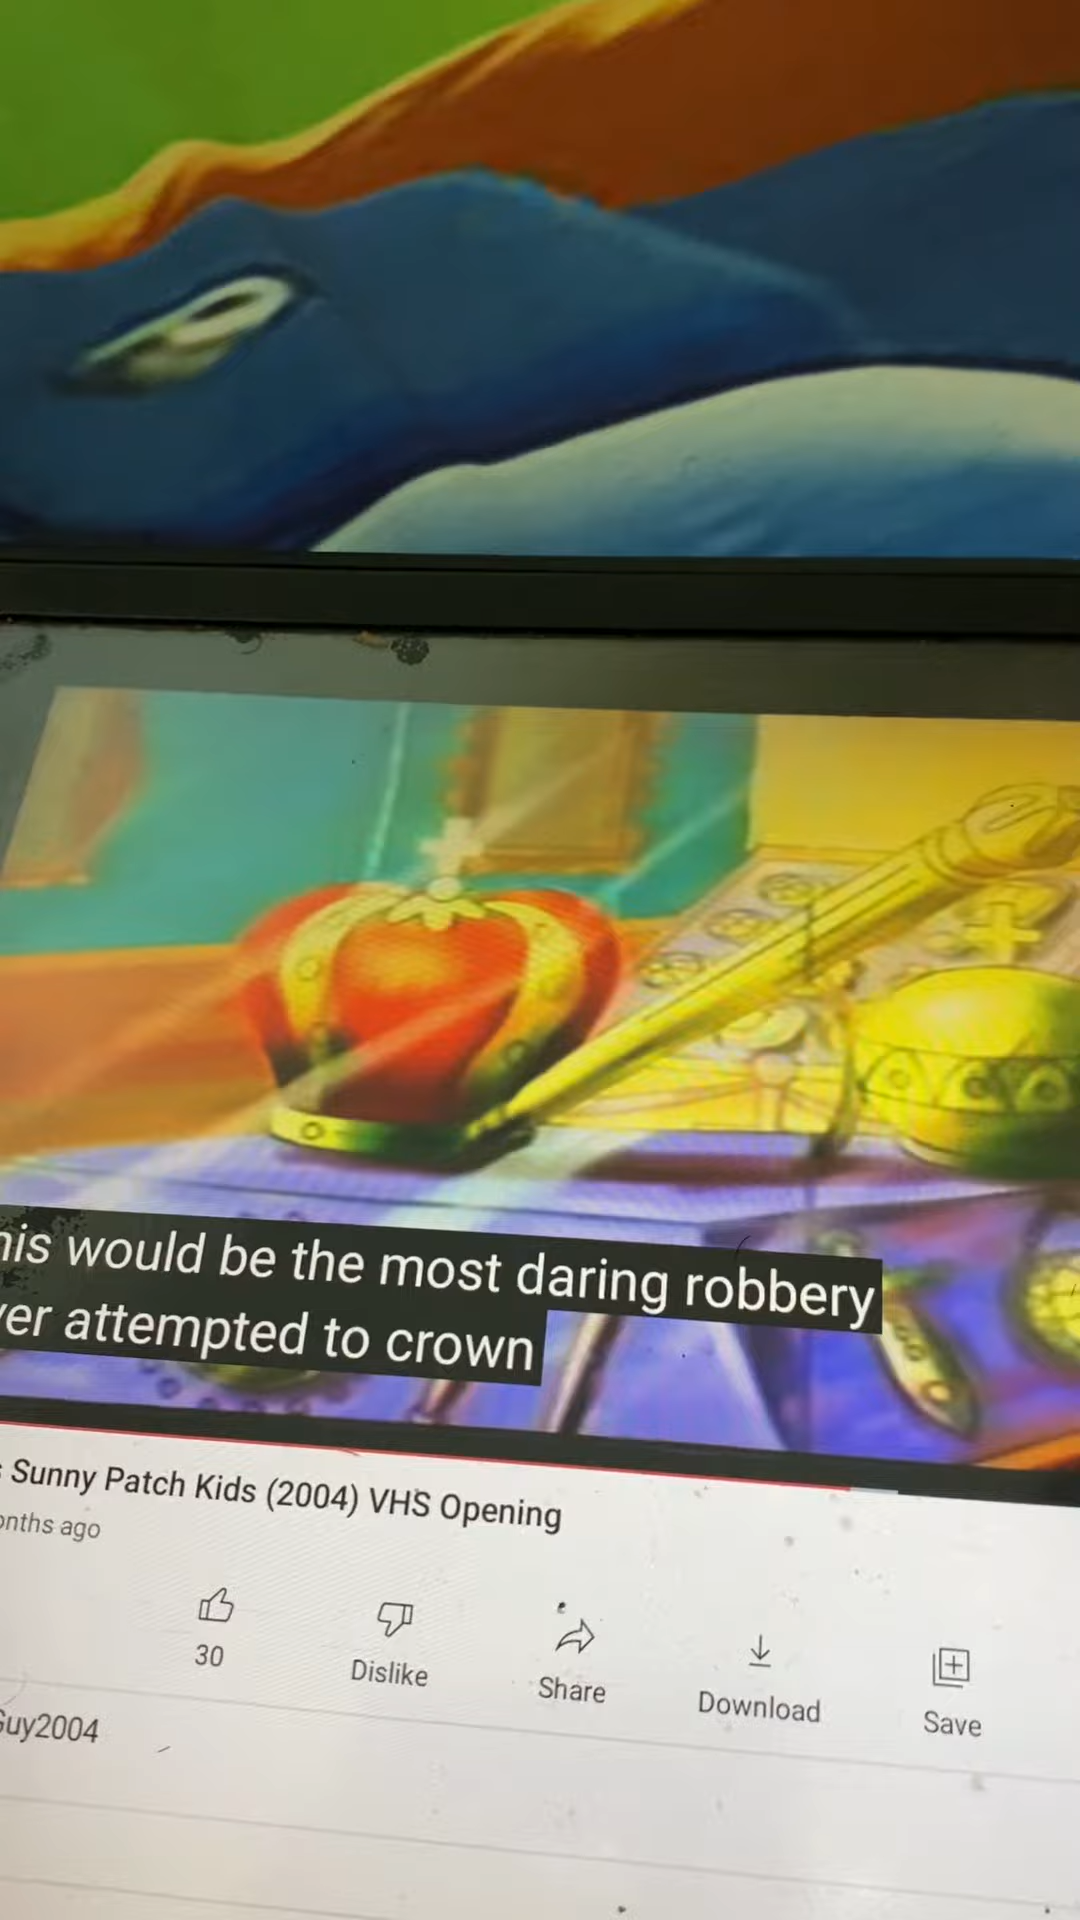 his would be the most daring robbery
ver attempted to crown
Sunny Patch Kids (2004) VHS Opening
onths ago
30
Dislike
Share
Download
Save
Guy2004